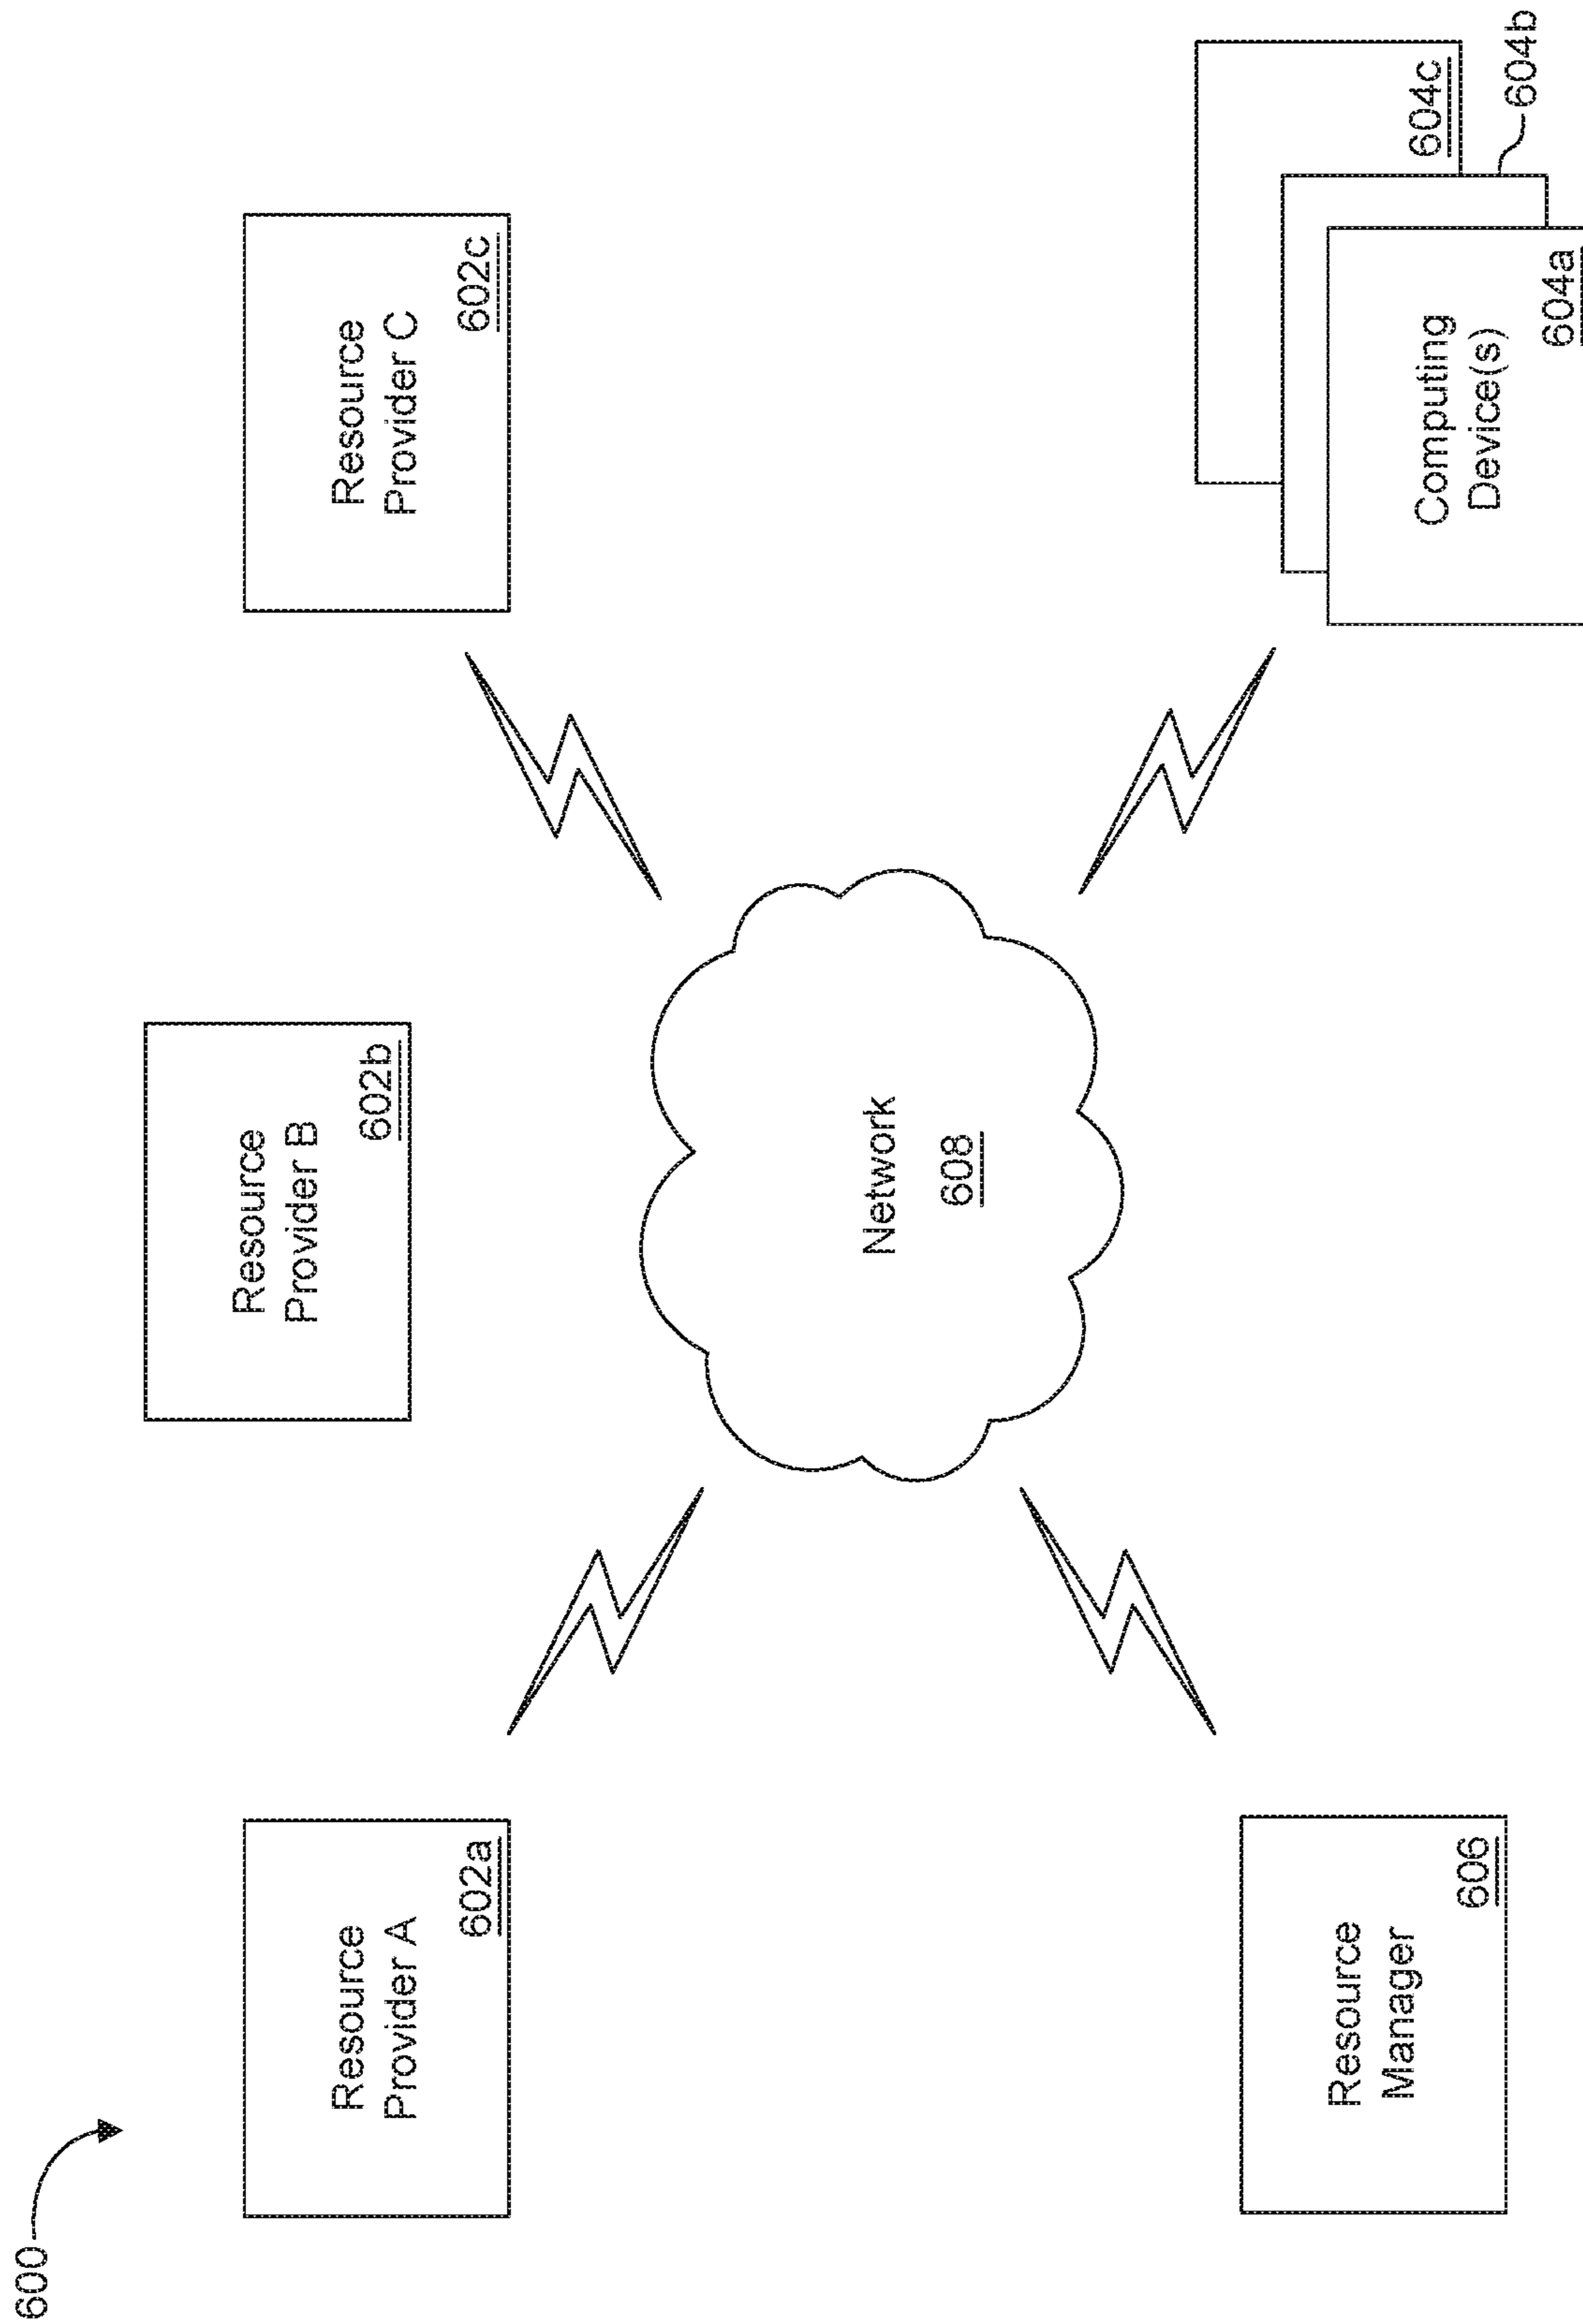 600
Resource
Provider B
602b
Resource
Provider A
602a
Resource
Provider C
602c
Network
608
Resource
Manager
606
604c
604b
Computing
Device(s)
604a